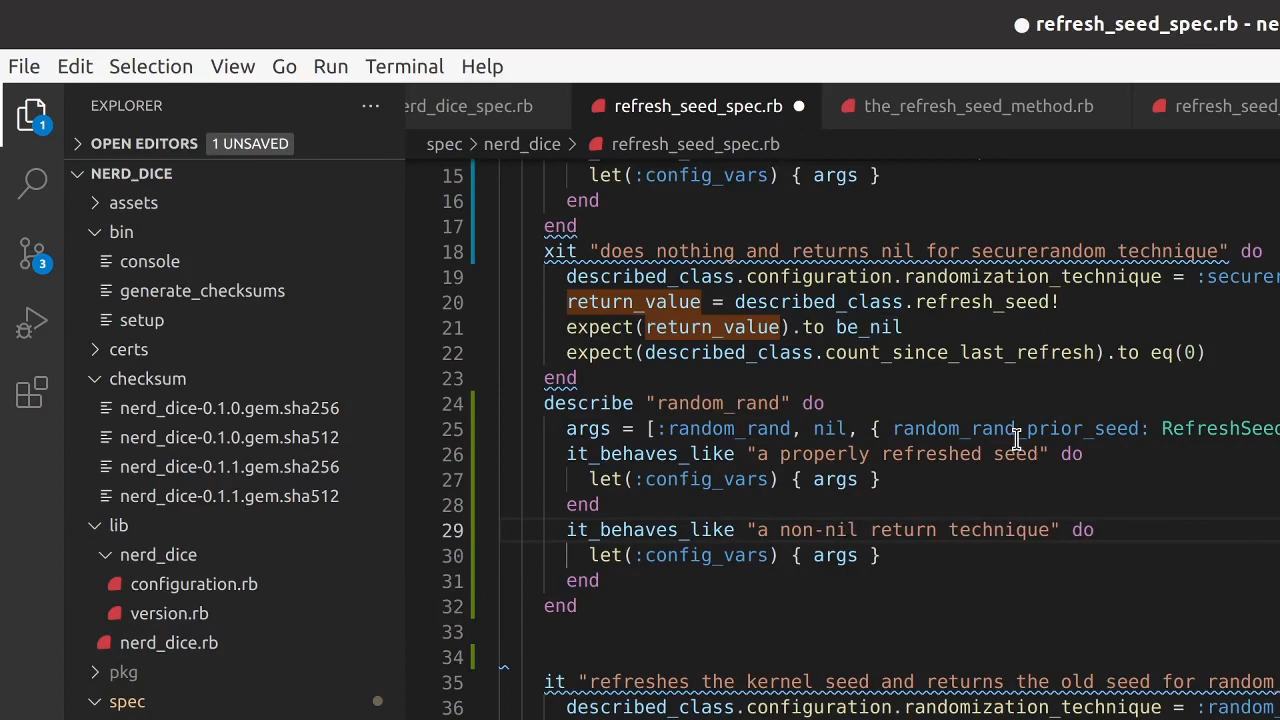 refresh_seed_spec.rb - ne
File Edit Selection View Go Run Terminal Help
EXPLORER
erd_dice_spec.rb
refresh_seed_spec.rb
the_refresh_seed_method.rb
refresh_seed_
1
OPEN EDITORS 1 UNSAVED
spec > nerd_dice > refresh_seed_spec.rb
NERD_DICE
assets
bin
console
generate_checksums
setup
certs
checksum
nerd_dice-0.1.0.gem.sha256
nerd_dice-0.1.0.gem.sha512
nerd_dice-0.1.1.gem.sha256
nerd_dice-0.1.1.gem.sha512
lib
nerd_dice
configuration.rb
version.rb
nerd_dice.rb
pkg
spec
3
15 let(:config_vars) { args }
16 end
17 end
18 xit "does nothing and returns nil for securerandom technique" do
19 described_class.configuration.randomization_technique = :secure
20 return_value = described_class.refresh_seed!
21 expect(return_value).to be_nil
22 expect(described_class.count_since_last_refresh).to eq(0)
23 end
24 describe "random_rand" do
25 args = [:random_rand, nil, { random_rand_prior_seed: RefreshSeed
26 it_behaves_like "a properly refreshed seed" do
27 let(:config_vars) { args }
28 end
29 it_behaves_like "a non-nil return technique" do
30 let(:config_vars) { args }
31 end
32 end
33
34
35 it "refreshes the kernel seed and returns the old seed for random
36 described_class.configuration.randomization_technique = :random